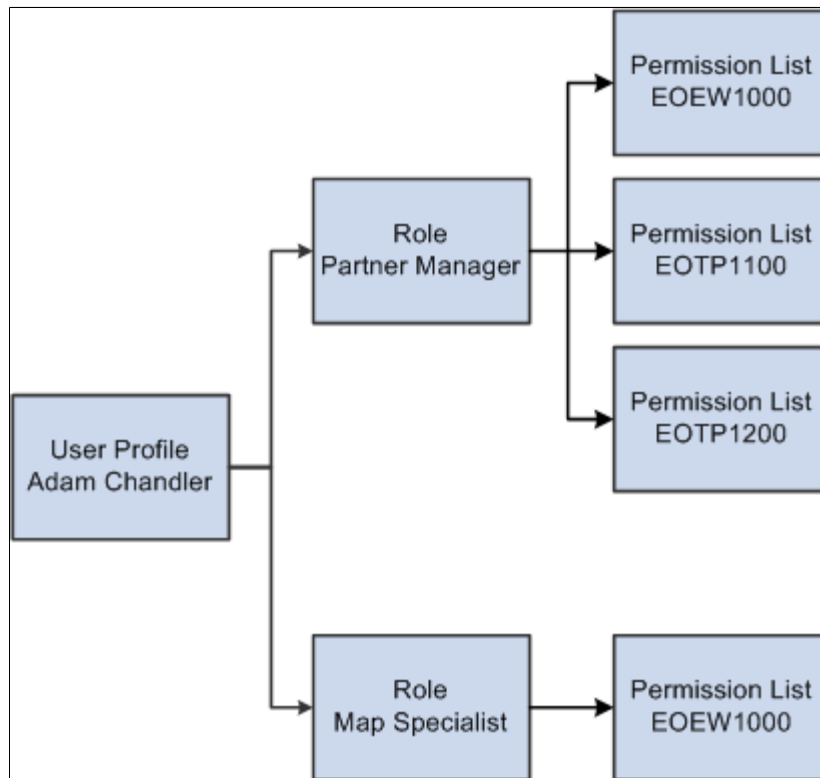 Permission List
EOEW1000
Role
Partner Manager
Permission List
EOTP1100
Permission List
EOTP1200
User Profile
Adam Chandler
Role
Map Specialist
Permission List
EOEW1000